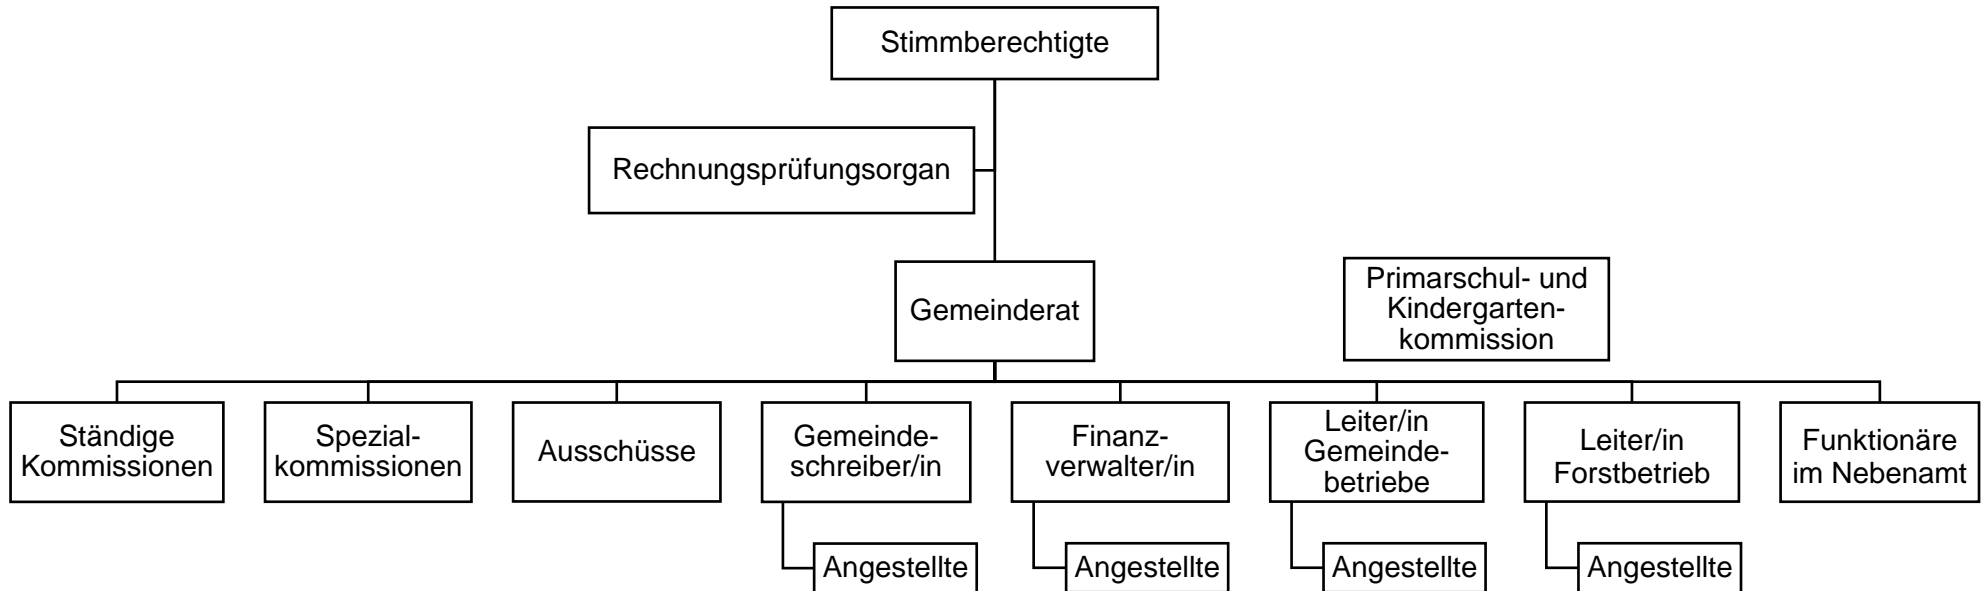 Stimmberechtigte
Rechnungsprüfungsorgan
Gemeinderat
Primarschul- und
Kindergarten-
kommission
Ständige
Kommissionen
Spezial-
kommissionen
Ausschüsse
Gemeinde-
schreiber/in
Finanz-
verwalter/in
Leiter/in
Gemeinde-
betriebe
Leiter/in
Forstbetrieb
Funktionäre
im Nebenamt
Angestellte
Angestellte
Angestellte
Angestellte